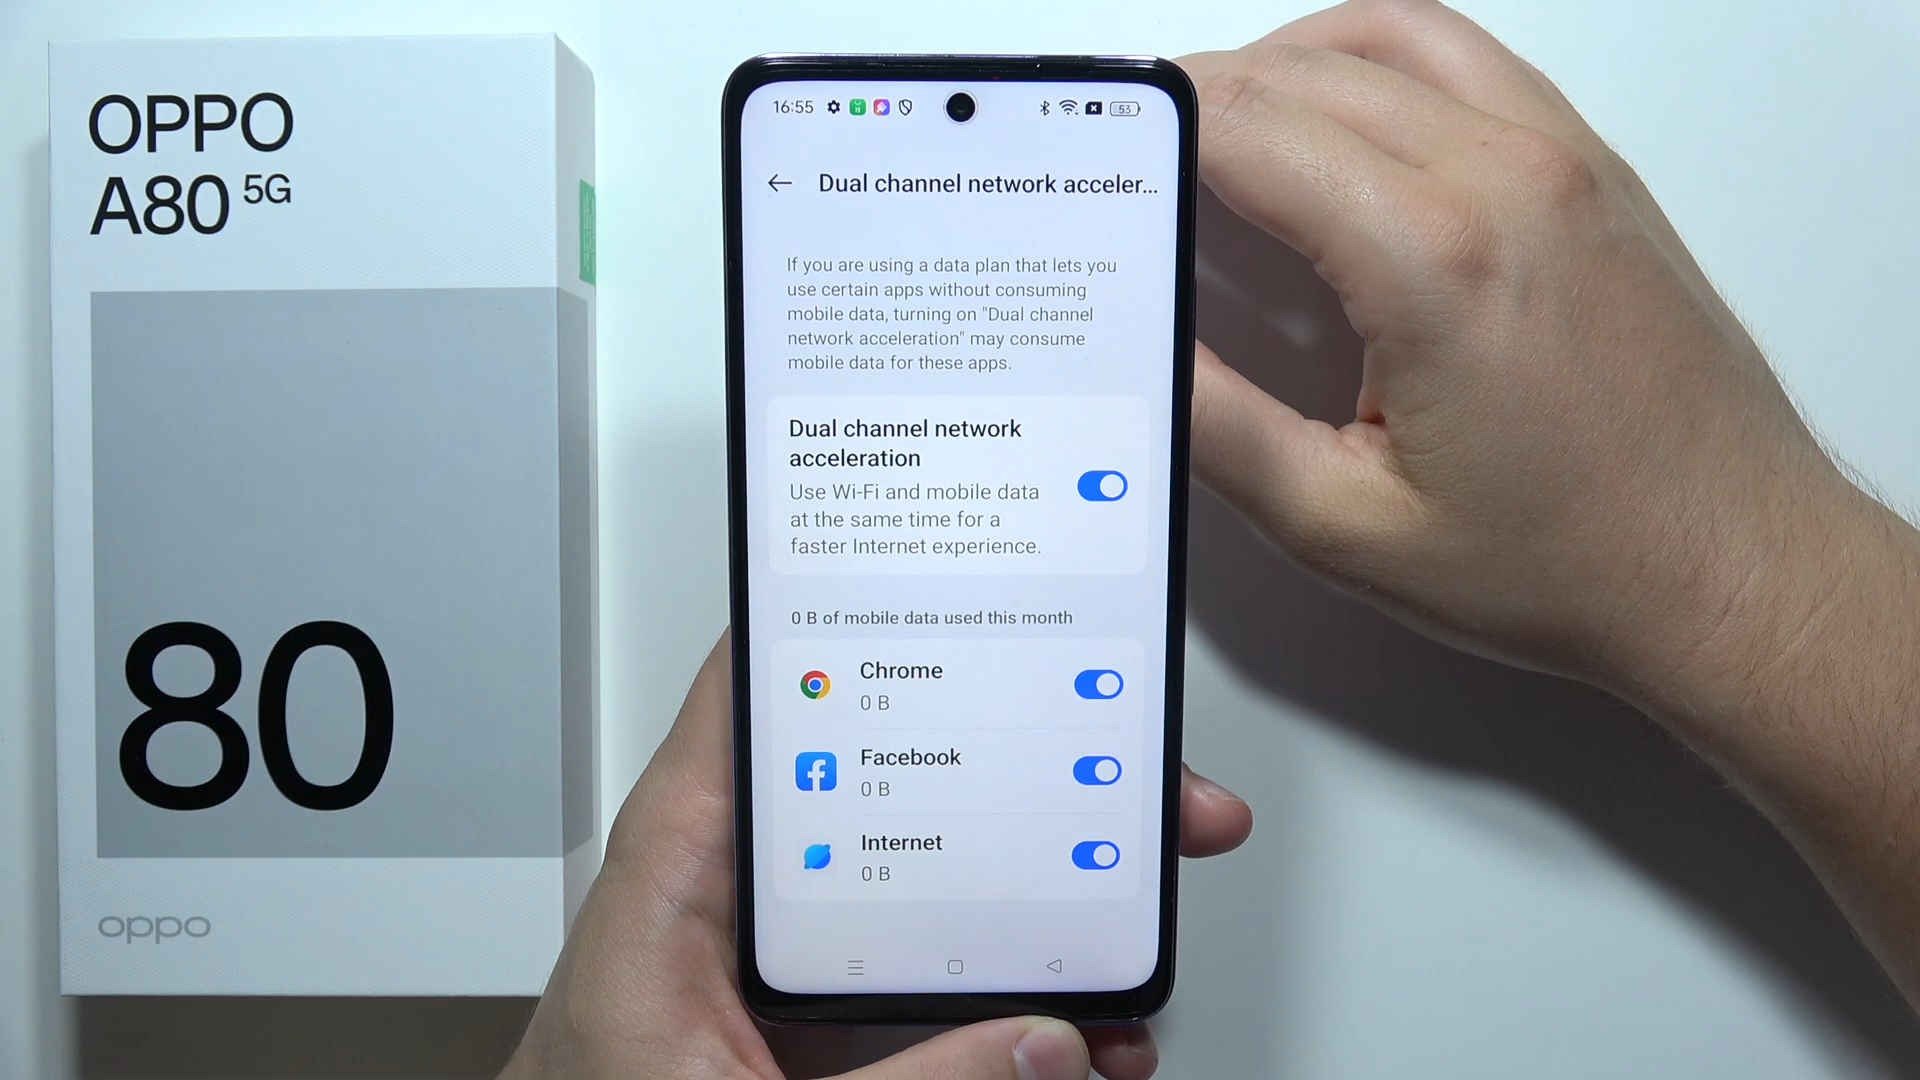 OPPO
A80 5G
80
oppo
16:55
53
Dual channel network acceler...
If you are using a data plan that lets you
use certain apps without consuming
mobile data, turning on "Dual channel
network acceleration" may consume
mobile data for these apps.
Dual channel network
acceleration
Use Wi-Fi and mobile data
at the same time for a
faster Internet experience.
0 B of mobile data used this month
Chrome
0 B
Facebook
0 B
Internet
0 B